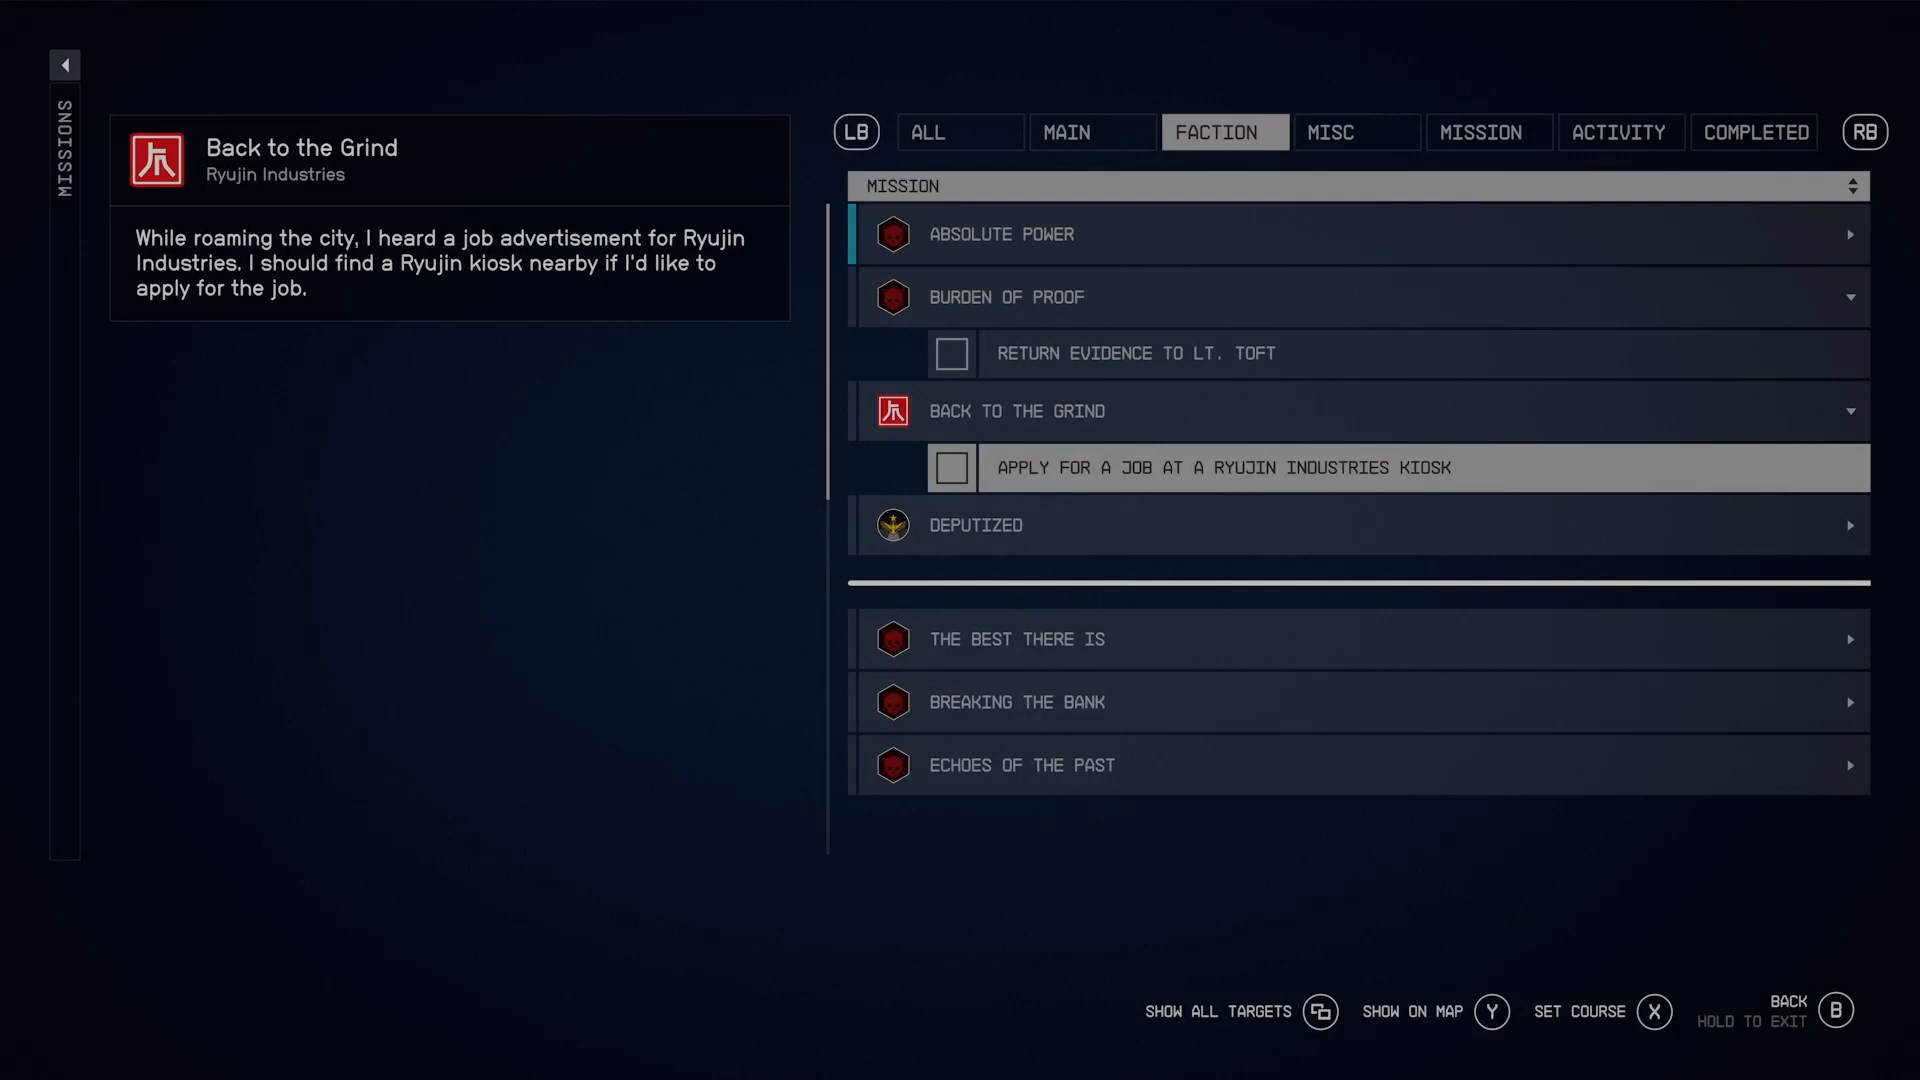 MISSIONS
Back to the Grind
Ryujin Industries
While roaming the city, I heard a job advertisement for Ryujin
Industries. I should find a Ryujin kiosk nearby if I'd like to
apply for the job.
LB
ALL
MAIN
FACTION
MISC
MISSION
ACTIVITY
COMPLETED
RB
MISSION
ABSOLUTE POWER
BURDEN OF PROOF
RETURN EVIDENCE TO LT. TOFT
BACK TO THE GRIND
APPLY FOR A JOB AT A RYUJIN INDUSTRIES KIOSK
DEPUTIZED
THE BEST THERE IS
BREAKING THE BANK
ECHOES OF THE PAST
SHOW ALL TARGETS
SHOW ON MAP
Y
SET COURSE
X
BACK
HOLD TO EXIT
B